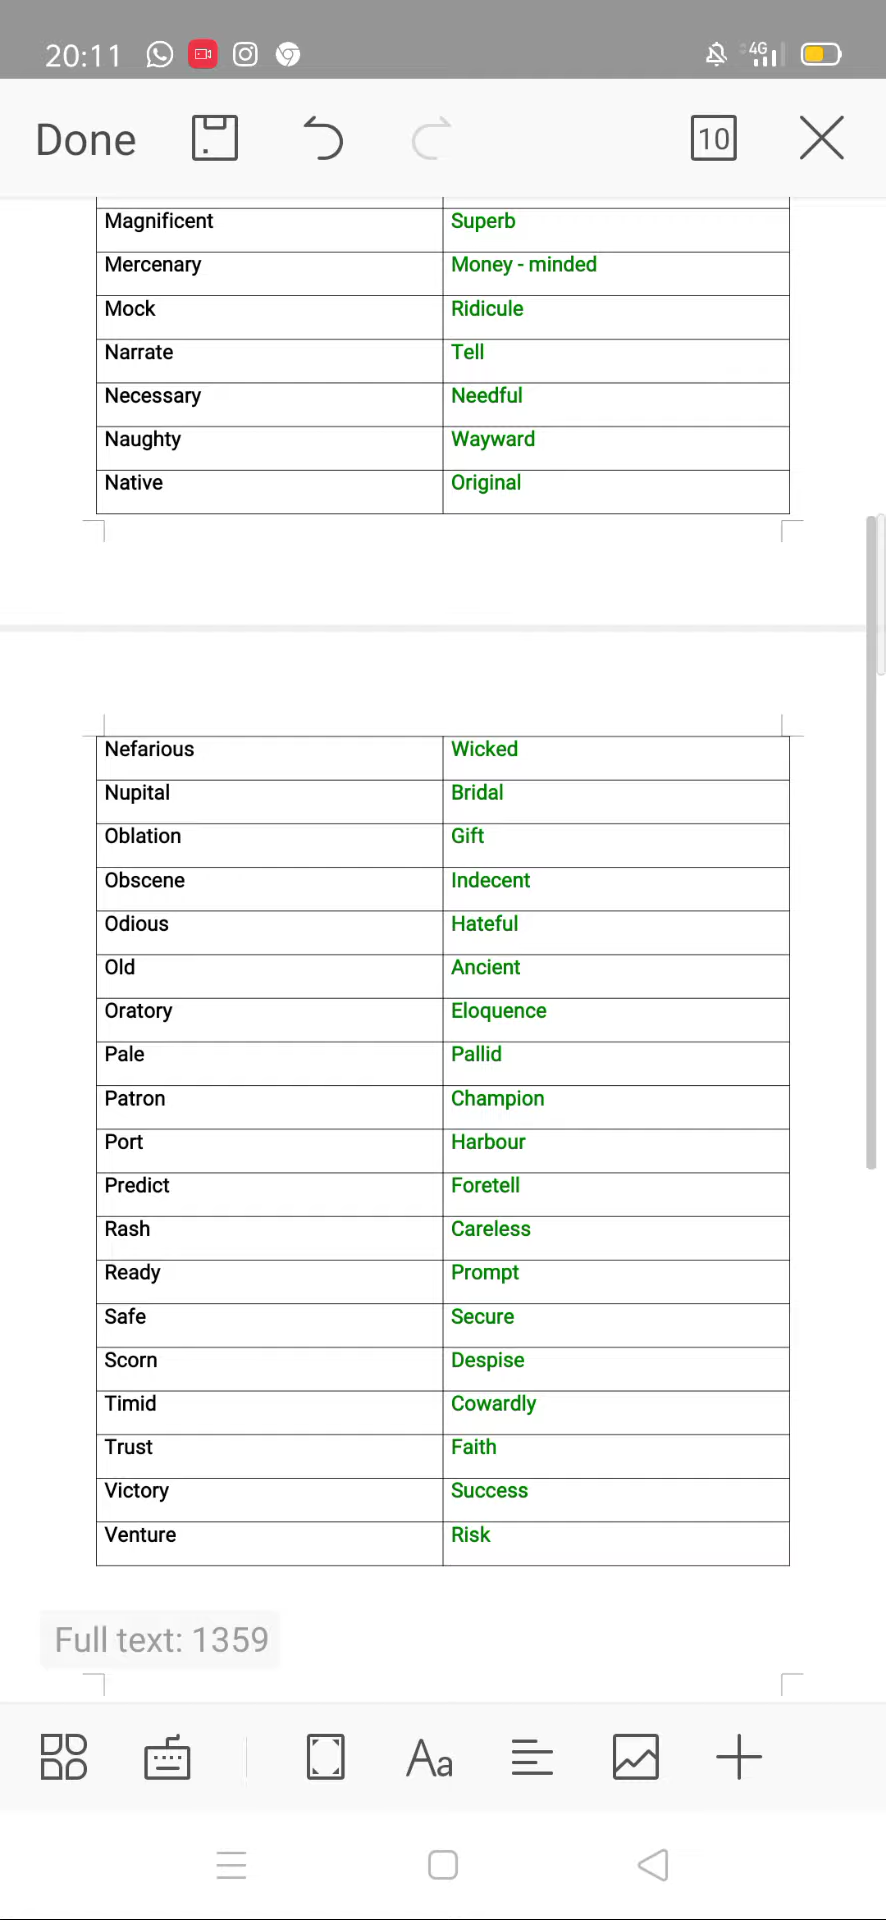 20:11 4G
Done 10
Magnificent Superb
Mercenary Money - minded
Mock Ridicule
Narrate Tell
Necessary Needful
Naughty Wayward
Native Original
Nefarious Wicked
Nupital Bridal
Oblation Gift
Obscene Indecent
Odious Hateful
Old Ancient
Oratory Eloquence
Pale Pallid
Patron Champion
Port Harbour
Predict Foretell
Rash Careless
Ready Prompt
Safe Secure
Scorn Despise
Timid Cowardly
Trust Faith
Victory Success
Venture Risk
Full text: 1359
Aa